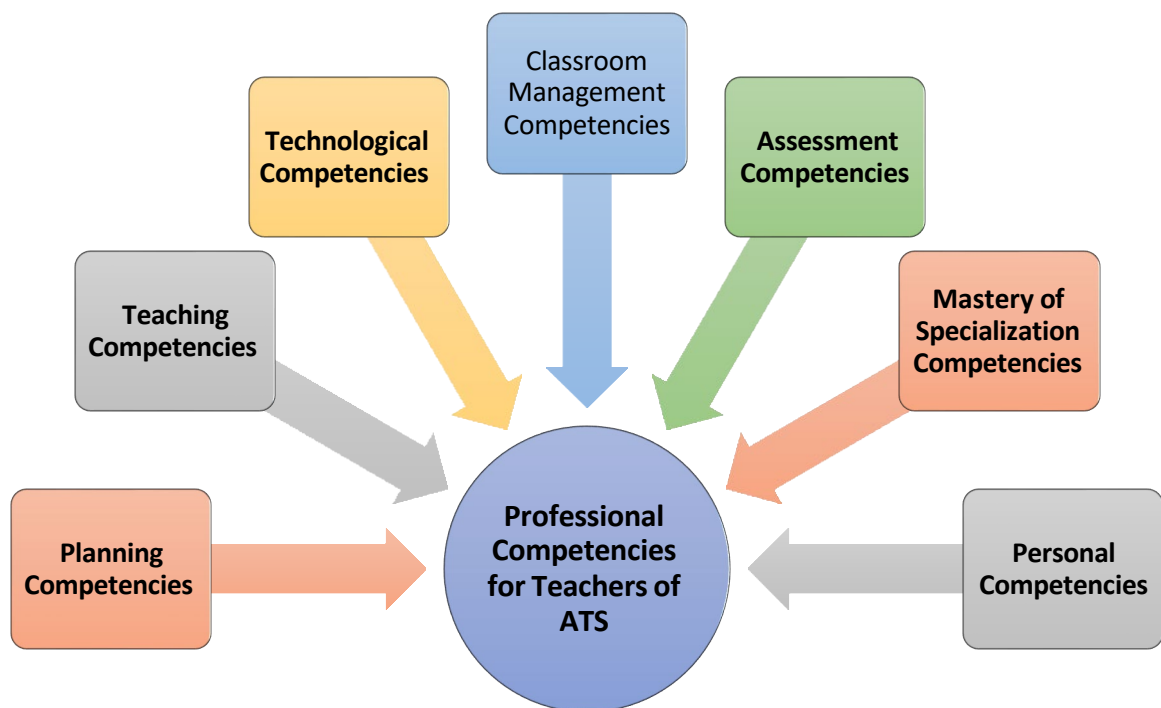 Classroom
Management
Competencies
Technological
Competencies
Assessment
Competencies
Teaching
Competencies
Mastery of
Specialization
Competencies
Planning
Competencies
Professional
Competencies
for Teachers of
ATS
Personal
Competencies